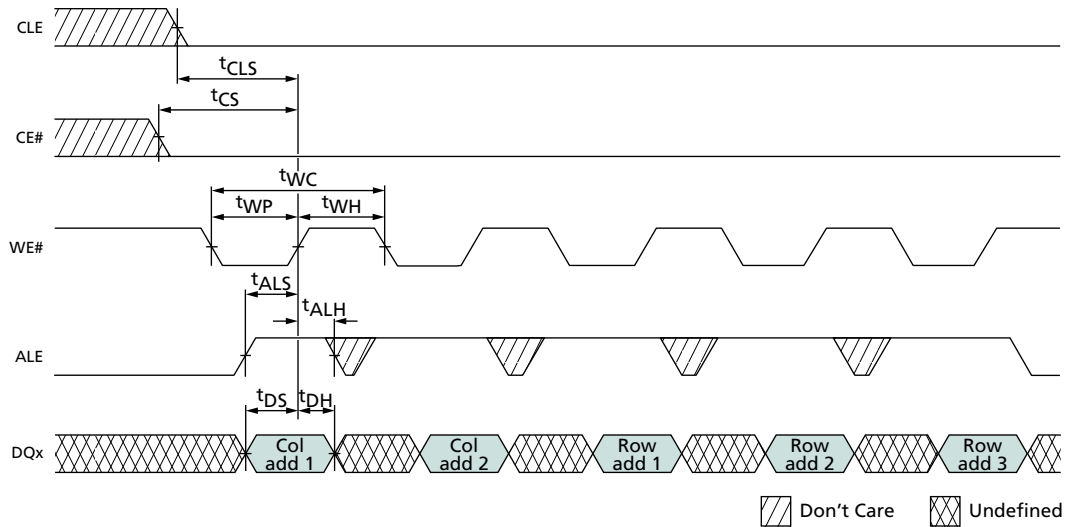 CLE
tCLS
tCS
CE#
tWC
tWP tWH
WE#
tALS
tALH
ALE
tDS tDH
DQx
Col add 1
Col add 2
Row add 1
Row add 2
Row add 3
Don't Care
Undefined